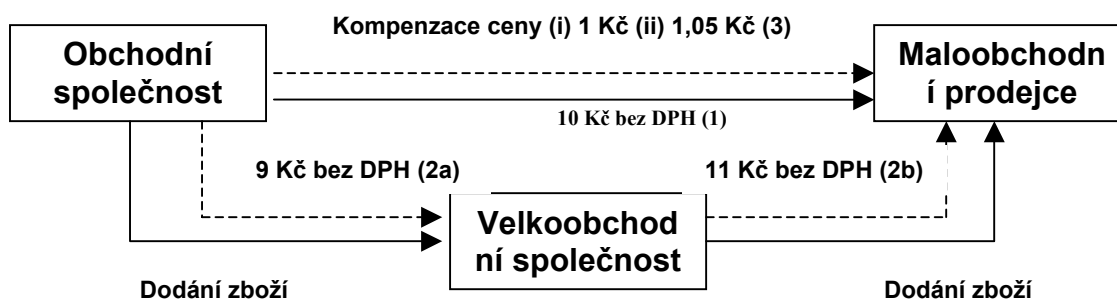 Kompenzace ceny (i) 1 Kč (ii) 1,05 Kč (3)
Obchodní
společnost
Maloobchodn
í prodejce
10 Kč bez DPH (1)
9 Kč bez DPH (2a)
11 Kč bez DPH (2b)
Velkoobchod
ní společnost
Dodání zboží
Dodání zboží